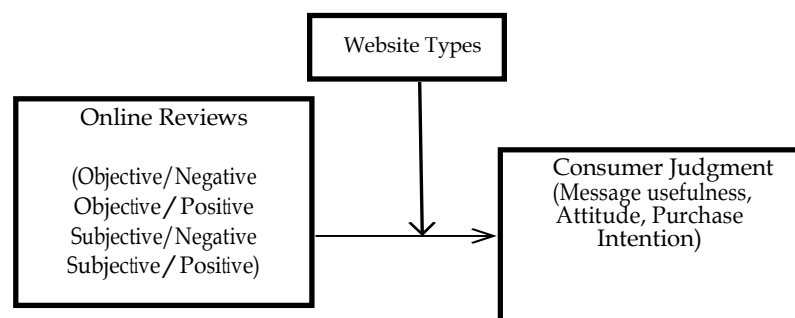 Website Types
Online Reviews
(Objective/Negative
Objective/Positive
Subjective/Negative
Subjective/Positive)
Consumer Judgment
(Message usefulness,
Attitude, Purchase
Intention)